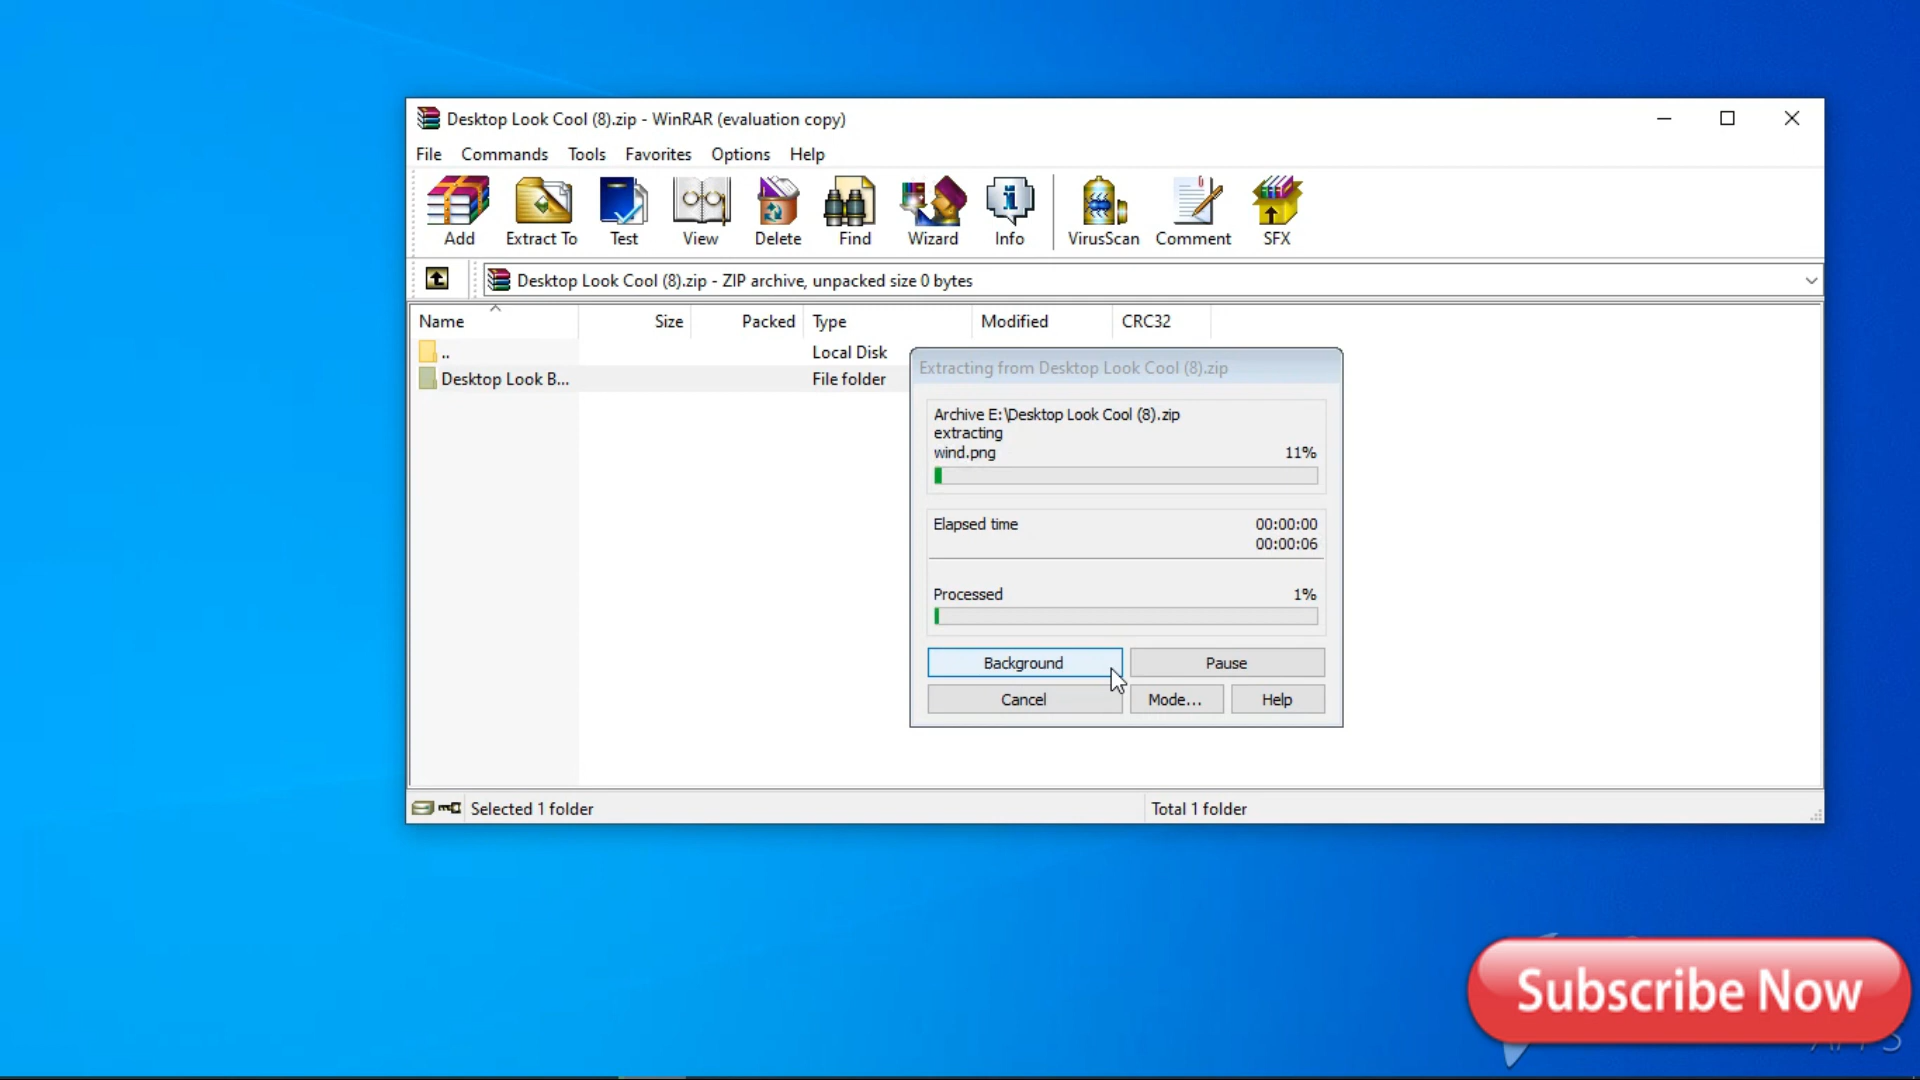 Desktop Look Cool (8).zip - WinRAR (evaluation copy)
File Commands Tools Favorites Options Help
Add Extract To Test View Delete Find Wizard Info VirusScan Comment SFX
Desktop Look Cool (8).zip - ZIP archive, unpacked size 0 bytes
Name Size Packed Type Modified CRC32
.. Local Disk
Desktop Look B... File folder
Extracting from Desktop Look Cool (8).zip
Archive E:\Desktop Look Cool (8).zip
extracting
wind.png 11%
Elapsed time 00:00:00
00:00:06
Processed 1%
Background Pause
Cancel Mode... Help
Selected 1 folder Total 1 folder
Subscribe Now